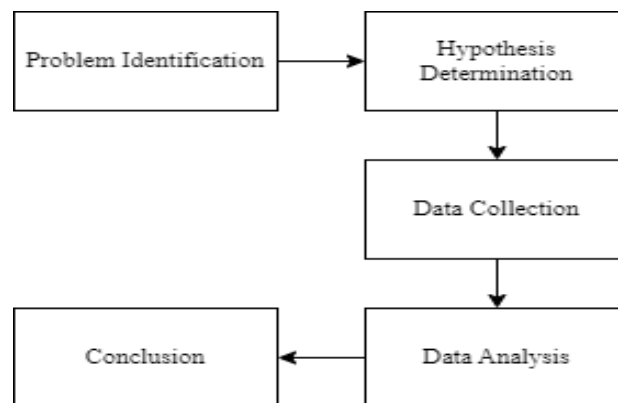 Problem Identification
Hypothesis
Determination
Data Collection
Data Analysis
Conclusion